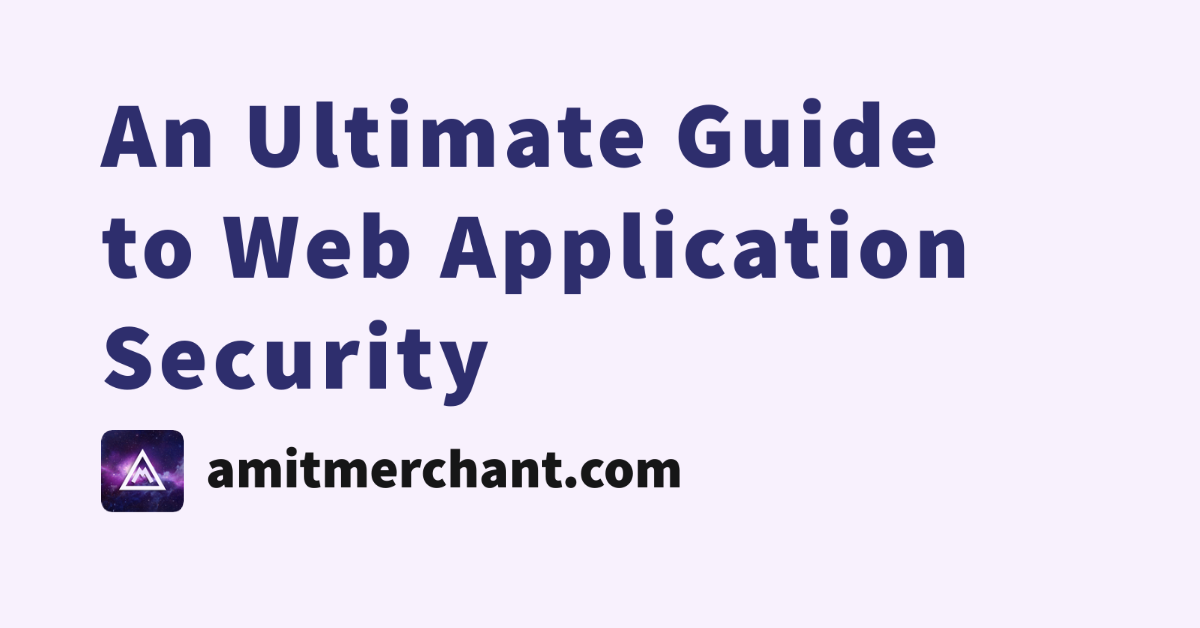 An Ultimate Guide
to Web Application
Security
amitmerchant.com